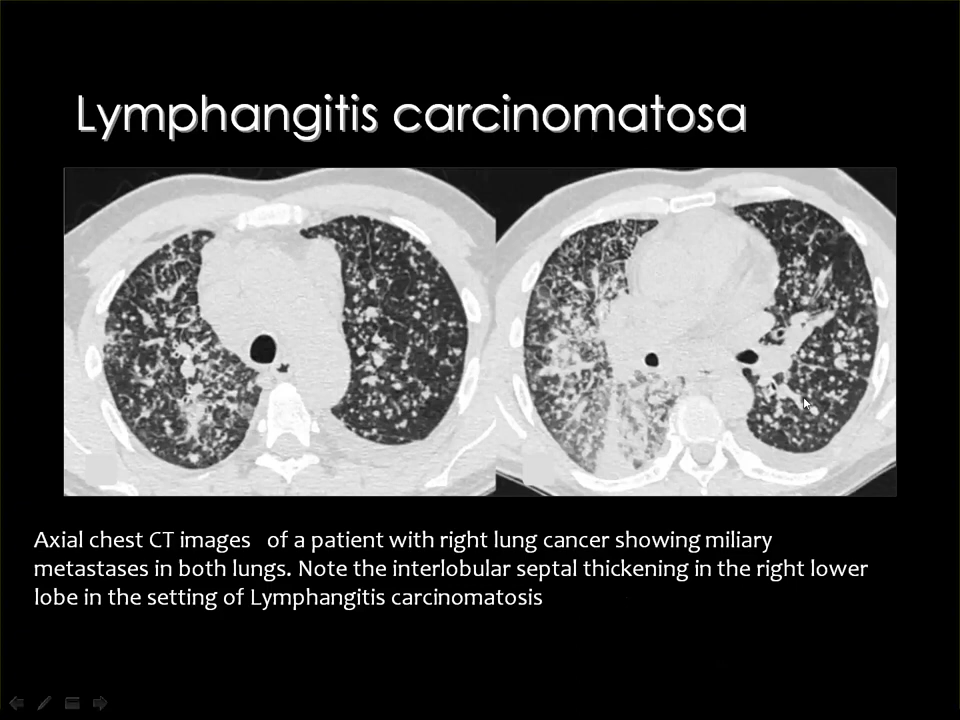 Lymphangitis carcinomatosa
Axial chest CT images of a patient with right lung cancer showing miliary
metastases in both lungs. Note the interlobular septal thickening in the right lower
lobe in the setting of Lymphangitis carcinomatosis